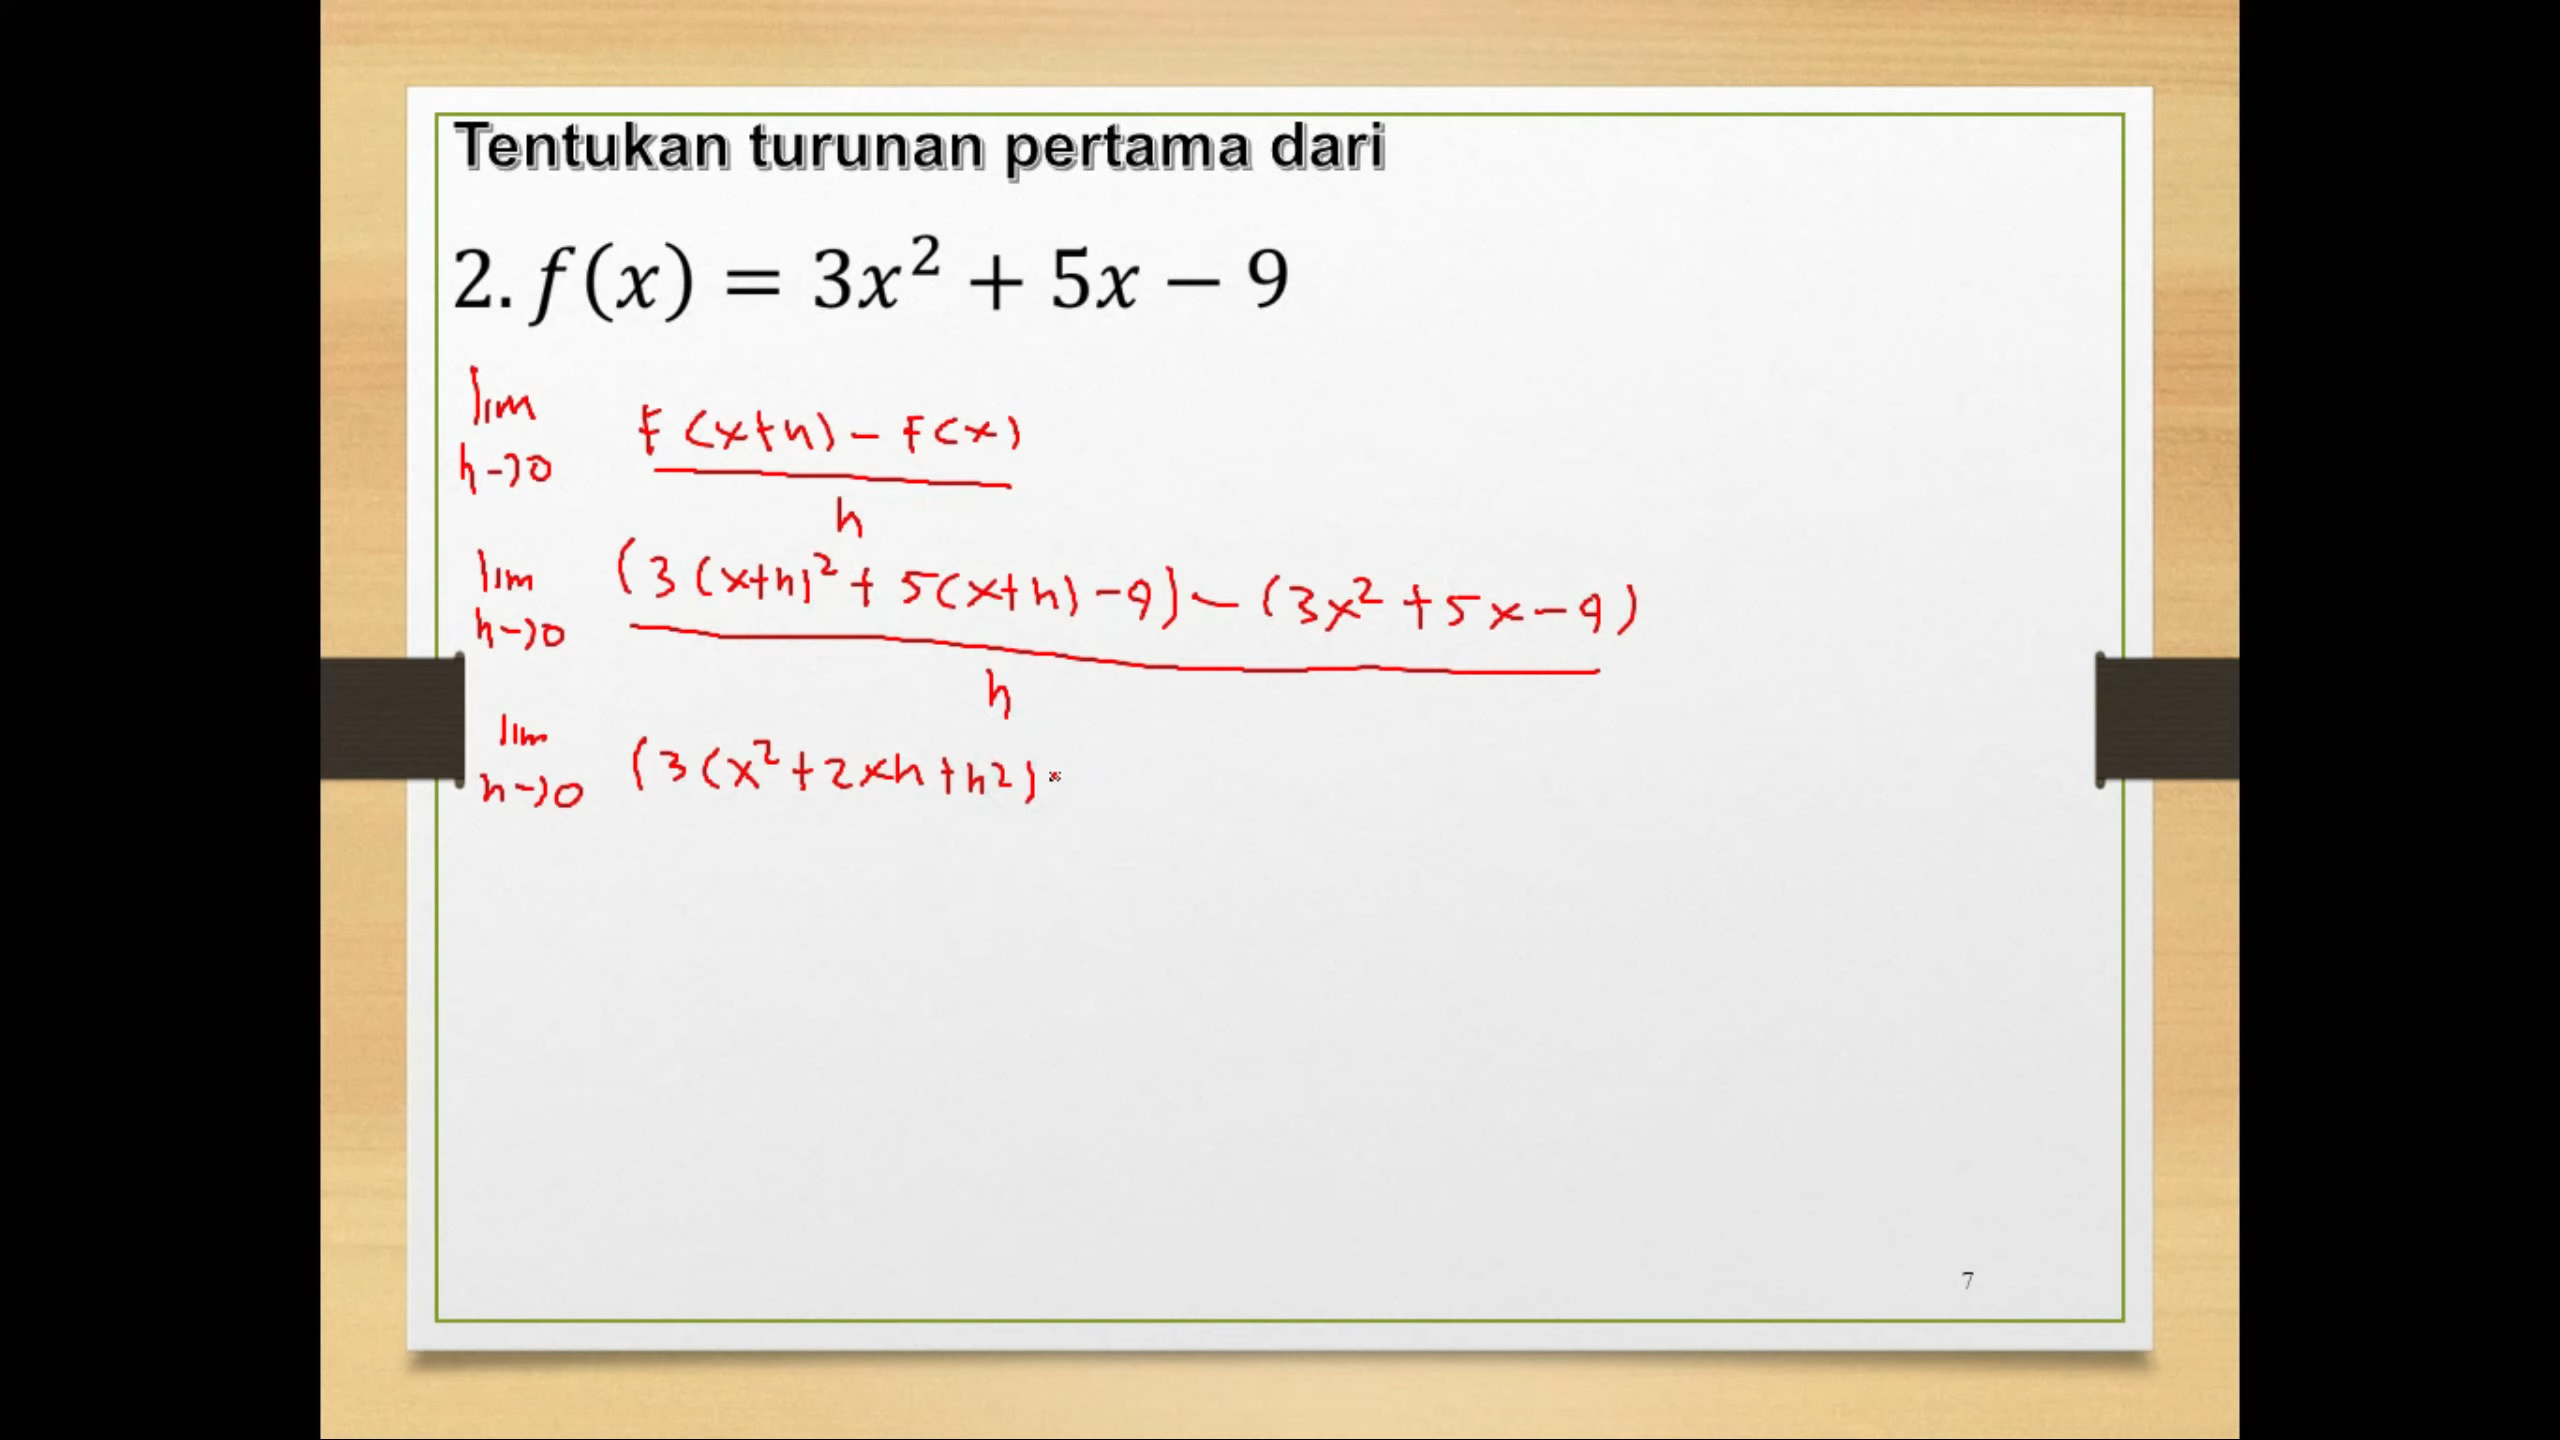 Tentukan turunan pertama dari
2. f(x) = 3x² + 5x − 9
lim h→0 F(x+h) − F(x)
h
lim h→0 (3(x+h)² + 5(x+h) − 9) − (3x² + 5x − 9)
h
lim h→0 (3(x² + 2xh + h2)
7